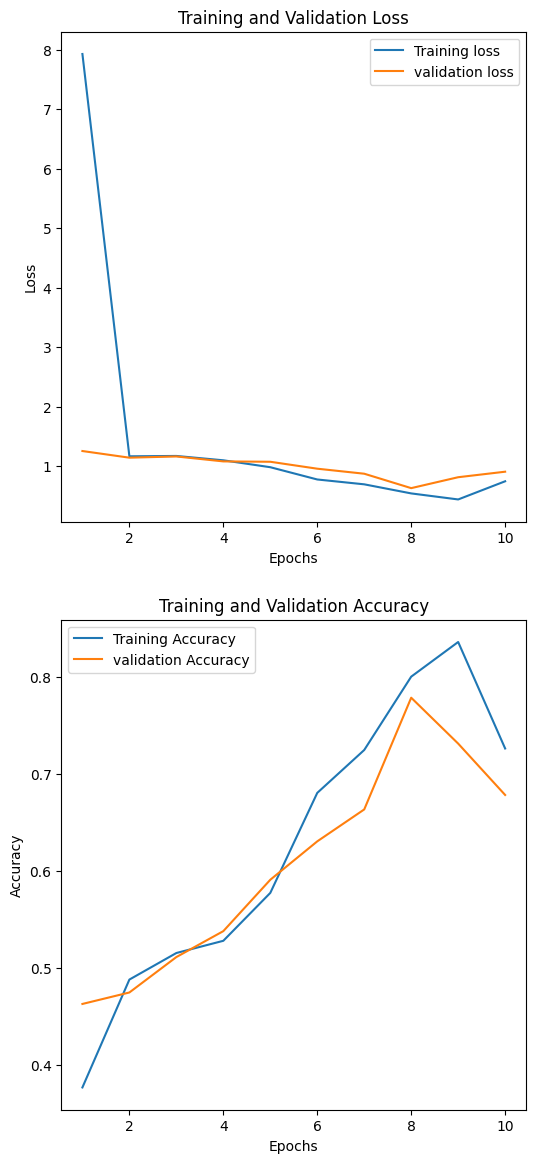 Training and Validation Loss
Training loss
validation loss
8
7
6
5
4
3
2
1
Loss
2 4 6 8 10
Epochs
Training and Validation Accuracy
Training Accuracy
validation Accuracy
0.8
0.7
0.6
0.5
0.4
Accuracy
2 4 6 8 10
Epochs